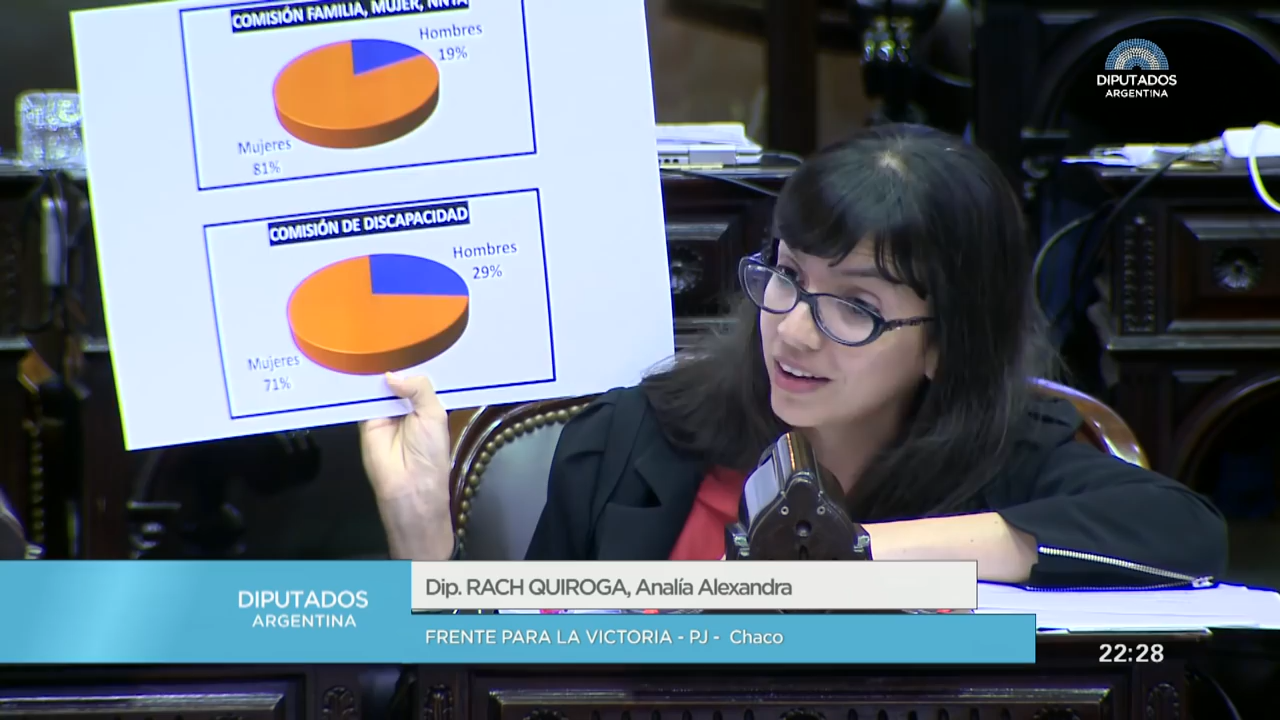 COMISIÓN FAMILIA, MUJER, NNYA
Hombres
19%
Mujeres
81%
COMISIÓN DE DISCAPACIDAD
Hombres
29%
Mujeres
71%
DIPUTADOS
ARGENTINA
DIPUTADOS
ARGENTINA
Dip. RACH QUIROGA, Analía Alexandra
FRENTE PARA LA VICTORIA - PJ - Chaco
22:28